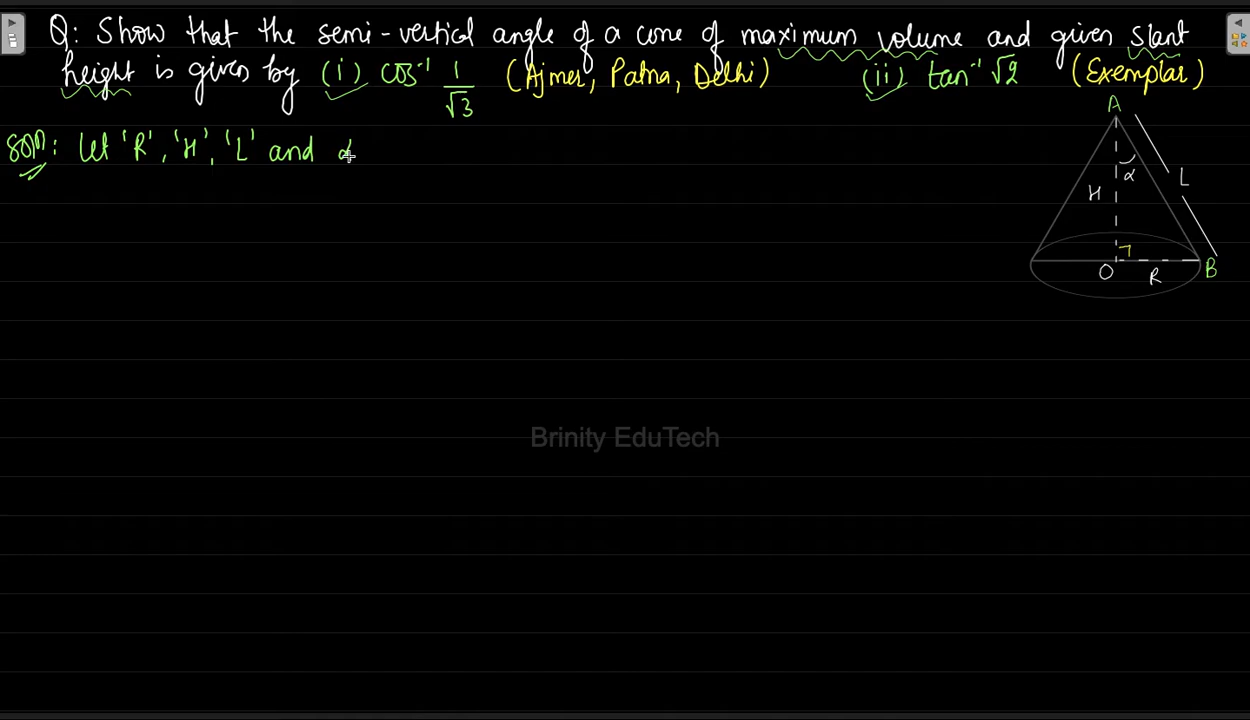 Q: Show that the semi-vertical angle of a cone of maximum volume and given slant
height is given by (i) cos⁻¹ 1/√3 (Ajmer, Patna, Delhi) (ii) tan⁻¹ √2 (Exemplar)
Soln: Let 'R', 'H', 'L' and α
A
α
L
H
O
R
B
Brinity EduTech